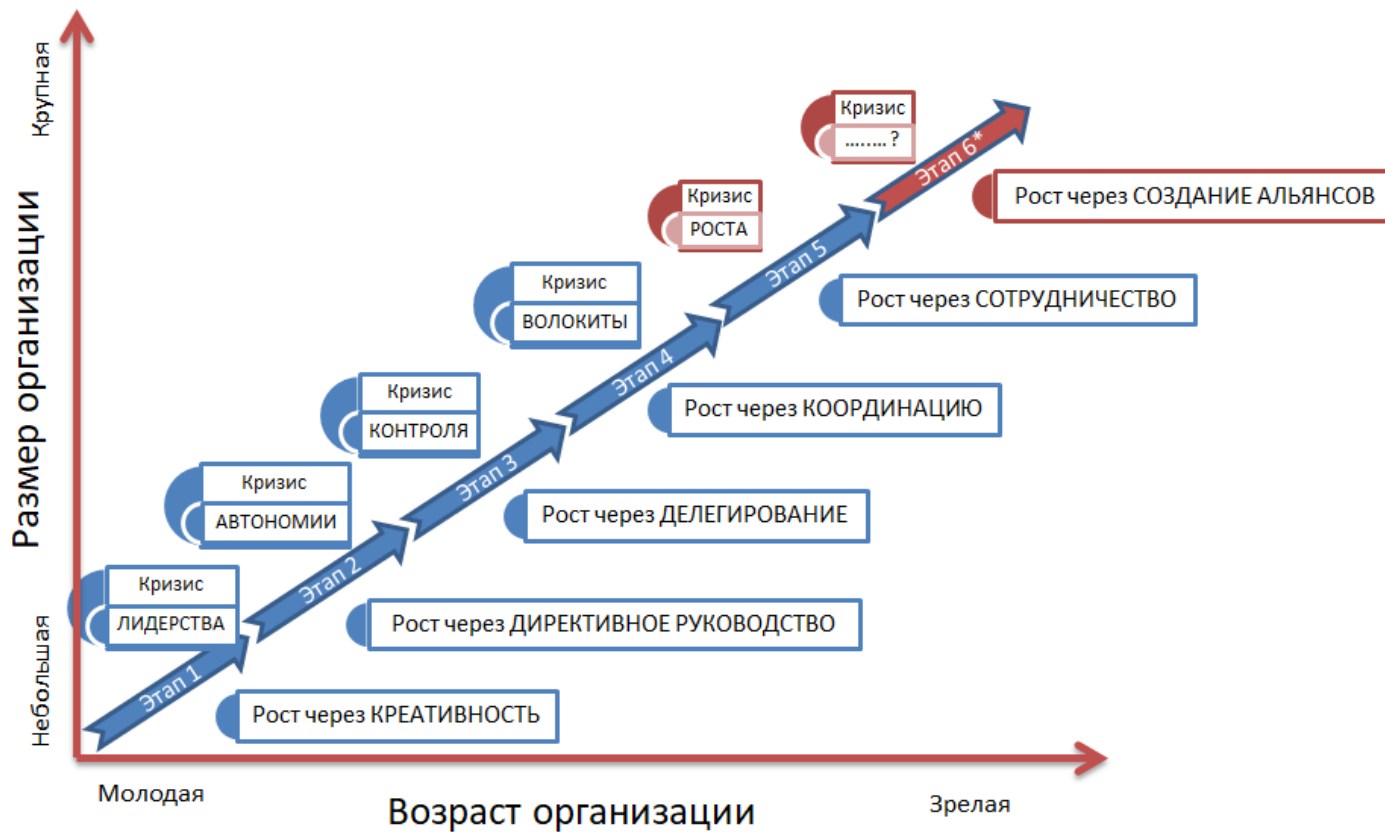 Крупная
Размер организации
Небольшая
Кризис
……… ?
Этап 6*
Рост через СОЗДАНИЕ АЛЬЯНСОВ
Кризис
РОСТА
Этап 5
Рост через СОТРУДНИЧЕСТВО
Кризис
ВОЛОКИТЫ
Этап 4
Рост через КООРДИНАЦИЮ
Кризис
КОНТРОЛЯ
Этап 3
Рост через ДЕЛЕГИРОВАНИЕ
Кризис
АВТОНОМИИ
Этап 2
Рост через ДИРЕКТИВНОЕ РУКОВОДСТВО
Кризис
ЛИДЕРСТВА
Этап 1
Рост через КРЕАТИВНОСТЬ
Молодая
Возраст организации
Зрелая